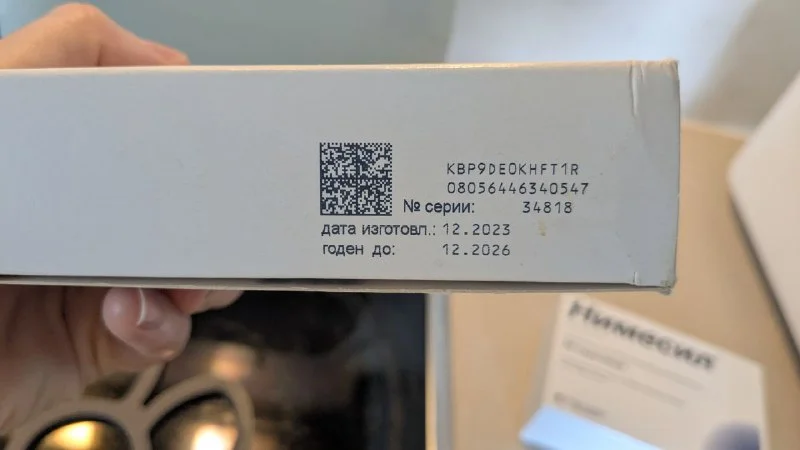 KBP9DE0KHFT1R
08056446340547
№ серии: 34818
дата изготовл.: 12.2023
годен до: 12.2026
Нимесил